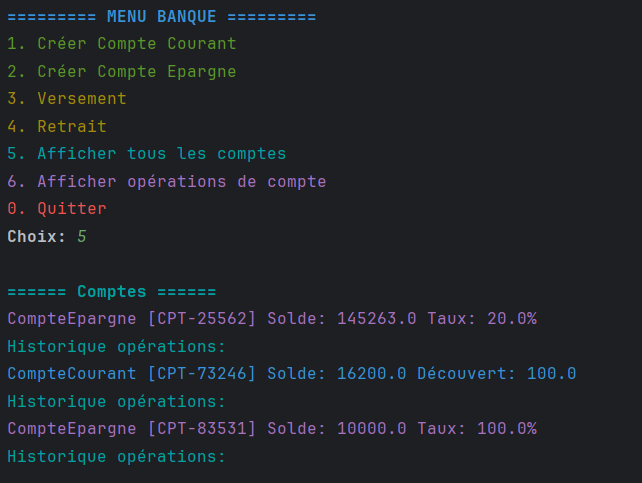 ========= MENU BANQUE =========
1. Créer Compte Courant
2. Créer Compte Epargne
3. Versement
4. Retrait
5. Afficher tous les comptes
6. Afficher opérations de compte
0. Quitter
Choix: 5
====== Comptes ======
CompteEpargne [CPT-25562] Solde: 145263.0 Taux: 20.0%
Historique opérations:
CompteCourant [CPT-73246] Solde: 16200.0 Découvert: 100.0
Historique opérations:
CompteEpargne [CPT-83531] Solde: 10000.0 Taux: 100.0%
Historique opérations: